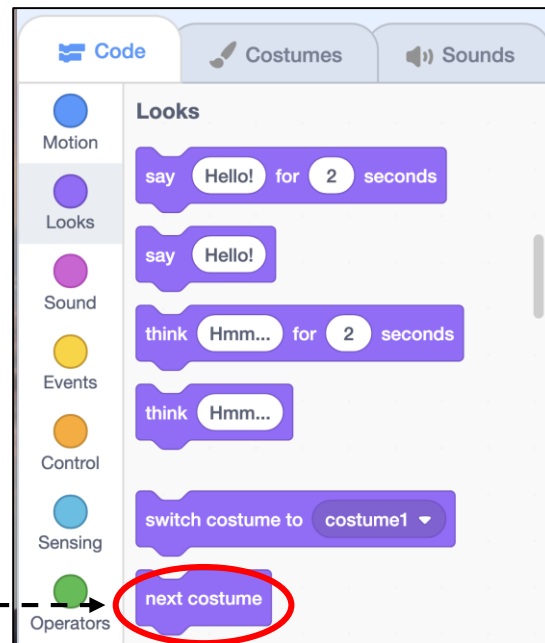 Code
Costumes
Sounds
Motion
Looks
Sound
Events
Control
Sensing
Operators
Looks
say Hello! for 2 seconds
say Hello!
think Hmm... for 2 seconds
think Hmm...
switch costume to costume1
next costume